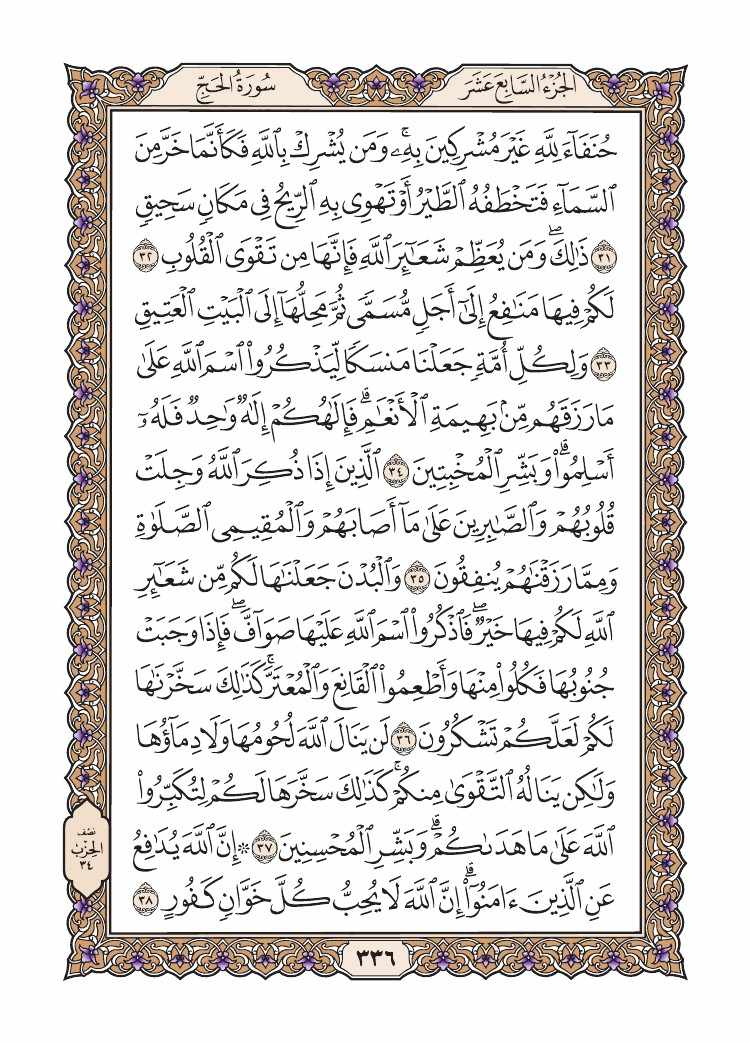 الجُزْءُ السَّابِعَ عَشَرَ
سُورَةُ الحَجِّ
حُنَفَآءَ لِلَّهِ غَيْرَ مُشْرِكِينَ بِهِۦۚ وَمَن يُشْرِكْ بِٱللَّهِ فَكَأَنَّمَا خَرَّ مِنَ
ٱلسَّمَآءِ فَتَخْطَفُهُ ٱلطَّيْرُ أَوْ تَهْوِى بِهِ ٱلرِّيحُ فِى مَكَانٍ سَحِيقٍ
٣١ ذَٰلِكَۖ وَمَن يُعَظِّمْ شَعَٰٓئِرَ ٱللَّهِ فَإِنَّهَا مِن تَقْوَى ٱلْقُلُوبِ ٣٢
لَكُمْ فِيهَا مَنَٰفِعُ إِلَىٰٓ أَجَلٍ مُّسَمًّى ثُمَّ مَحِلُّهَآ إِلَى ٱلْبَيْتِ ٱلْعَتِيقِ
٣٣ وَلِكُلِّ أُمَّةٍ جَعَلْنَا مَنسَكًا لِّيَذْكُرُوا۟ ٱسْمَ ٱللَّهِ عَلَىٰ
مَا رَزَقَهُم مِّنۢ بَهِيمَةِ ٱلْأَنْعَٰمِۗ فَإِلَٰهُكُمْ إِلَٰهٌ وَٰحِدٌ فَلَهُۥٓ
أَسْلِمُوا۟ۗ وَبَشِّرِ ٱلْمُخْبِتِينَ ٣٤ ٱلَّذِينَ إِذَا ذُكِرَ ٱللَّهُ وَجِلَتْ
قُلُوبُهُمْ وَٱلصَّٰبِرِينَ عَلَىٰ مَآ أَصَابَهُمْ وَٱلْمُقِيمِى ٱلصَّلَوٰةِ
وَمِمَّا رَزَقْنَٰهُمْ يُنفِقُونَ ٣٥ وَٱلْبُدْنَ جَعَلْنَٰهَا لَكُم مِّن شَعَٰٓئِرِ
ٱللَّهِ لَكُمْ فِيهَا خَيْرٌۖ فَٱذْكُرُوا۟ ٱسْمَ ٱللَّهِ عَلَيْهَا صَوَآفَّۖ فَإِذَا وَجَبَتْ
جُنُوبُهَا فَكُلُوا۟ مِنْهَا وَأَطْعِمُوا۟ ٱلْقَانِعَ وَٱلْمُعْتَرَّۚ كَذَٰلِكَ سَخَّرْنَٰهَا
لَكُمْ لَعَلَّكُمْ تَشْكُرُونَ ٣٦ لَن يَنَالَ ٱللَّهَ لُحُومُهَا وَلَا دِمَآؤُهَا
وَلَٰكِن يَنَالُهُ ٱلتَّقْوَىٰ مِنكُمْۚ كَذَٰلِكَ سَخَّرَهَا لَكُمْ لِتُكَبِّرُوا۟
ٱللَّهَ عَلَىٰ مَا هَدَىٰكُمْۗ وَبَشِّرِ ٱلْمُحْسِنِينَ ٣٧ ۞ إِنَّ ٱللَّهَ يُدَٰفِعُ
عَنِ ٱلَّذِينَ ءَامَنُوٓا۟ۗ إِنَّ ٱللَّهَ لَا يُحِبُّ كُلَّ خَوَّانٍ كَفُورٍ ٣٨
نصف
الحزب
٣٤
٣٣٦